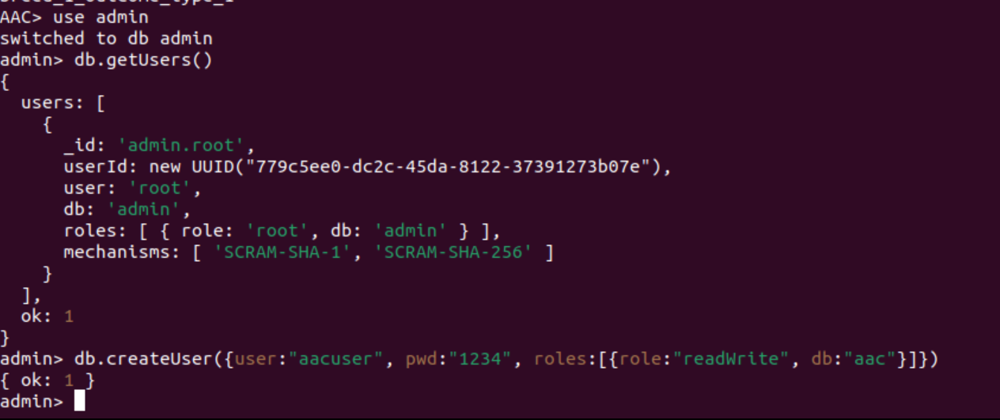 AAC> use admin
switched to db admin
admin> db.getUsers()
{
  users: [
    {
      _id: 'admin.root',
      userId: new UUID("779c5ee0-dc2c-45da-8122-37391273b07e"),
      user: 'root',
      db: 'admin',
      roles: [ { role: 'root', db: 'admin' } ],
      mechanisms: [ 'SCRAM-SHA-1', 'SCRAM-SHA-256' ]
    }
  ],
  ok: 1
}
admin> db.createUser({user:"aacuser", pwd:"1234", roles:[{role:"readWrite", db:"aac"}]})
{ ok: 1 }
admin>